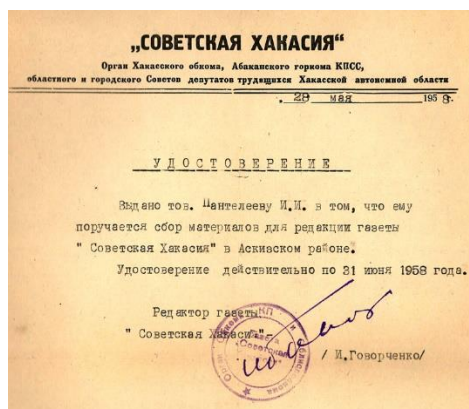 „СОВЕТСКАЯ ХАКАСИЯ“
Орган Хакасского обкома, Абаканского горкома КПСС,
областного и городского Советов депутатов трудящихся Хакасской автономной области
28 мая 1958.
УДОСТОВЕРЕНИЕ
Выдано тов. Пантелееву И.И. в том, что ему
поручается сбор материалов для редакции газеты
" Советская Хакасия" в Аскизском районе.
Удостоверение действительно по 31 июня 1958 года.
Редактор газеты
" Советская Хакасия"-
/ И.Говорченко/